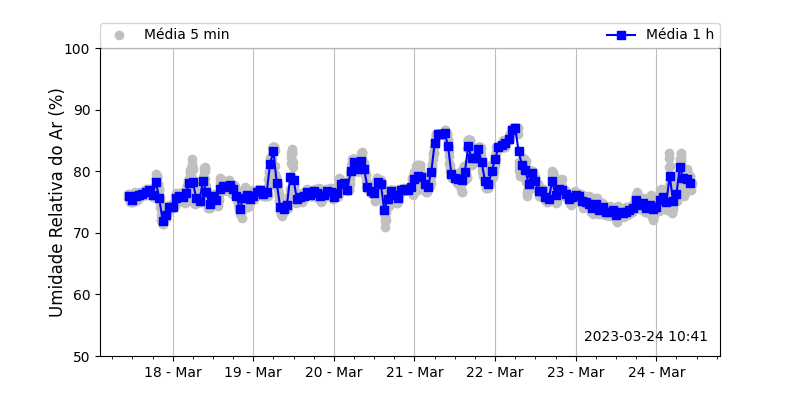 Média 5 min
Média 1 h
Umidade Relativa do Ar (%)
100
90
80
70
60
50
2023-03-24 10:41
18 - Mar
19 - Mar
20 - Mar
21 - Mar
22 - Mar
23 - Mar
24 - Mar